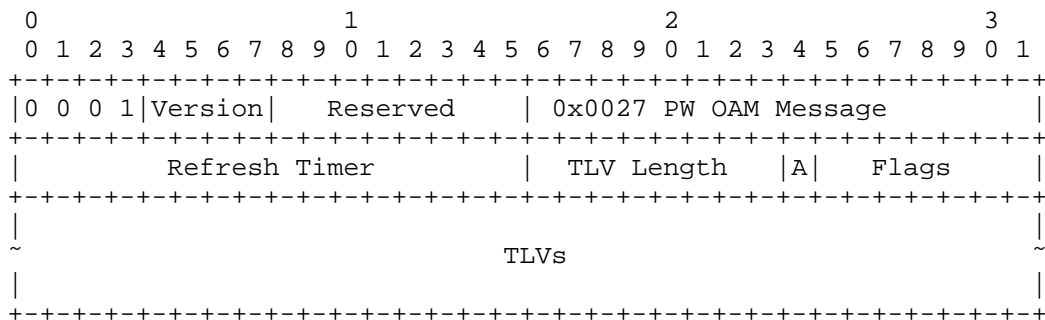 0                   1                   2                   3
 0 1 2 3 4 5 6 7 8 9 0 1 2 3 4 5 6 7 8 9 0 1 2 3 4 5 6 7 8 9 0 1
+-+-+-+-+-+-+-+-+-+-+-+-+-+-+-+-+-+-+-+-+-+-+-+-+-+-+-+-+-+-+-+-+
|0 0 0 1|Version|   Reserved    | 0x0027 PW OAM Message         |
+-+-+-+-+-+-+-+-+-+-+-+-+-+-+-+-+-+-+-+-+-+-+-+-+-+-+-+-+-+-+-+-+
|         Refresh Timer         |  TLV Length   |A|   Flags     |
+-+-+-+-+-+-+-+-+-+-+-+-+-+-+-+-+-+-+-+-+-+-+-+-+-+-+-+-+-+-+-+-+
|                                                               |
~                              TLVs                             ~
|                                                               |
+-+-+-+-+-+-+-+-+-+-+-+-+-+-+-+-+-+-+-+-+-+-+-+-+-+-+-+-+-+-+-+-+